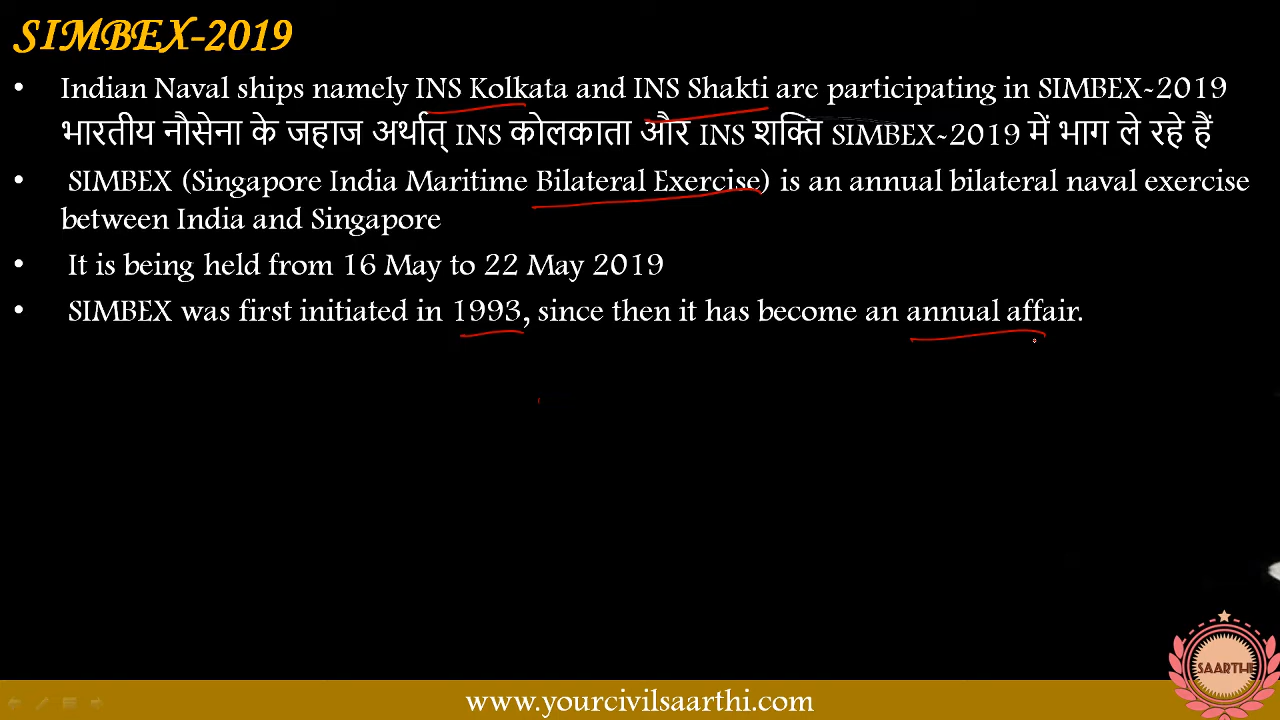 SIMBEX-2019
• Indian Naval ships namely INS Kolkata and INS Shakti are participating in SIMBEX-2019
भारतीय नौसेना के जहाज अर्थात् INS कोलकाता और INS शक्ति SIMBEX-2019 में भाग ले रहे हैं
• SIMBEX (Singapore India Maritime Bilateral Exercise) is an annual bilateral naval exercise
between India and Singapore
• It is being held from 16 May to 22 May 2019
• SIMBEX was first initiated in 1993, since then it has become an annual affair.
SAARTHI
www.yourcivilsaarthi.com